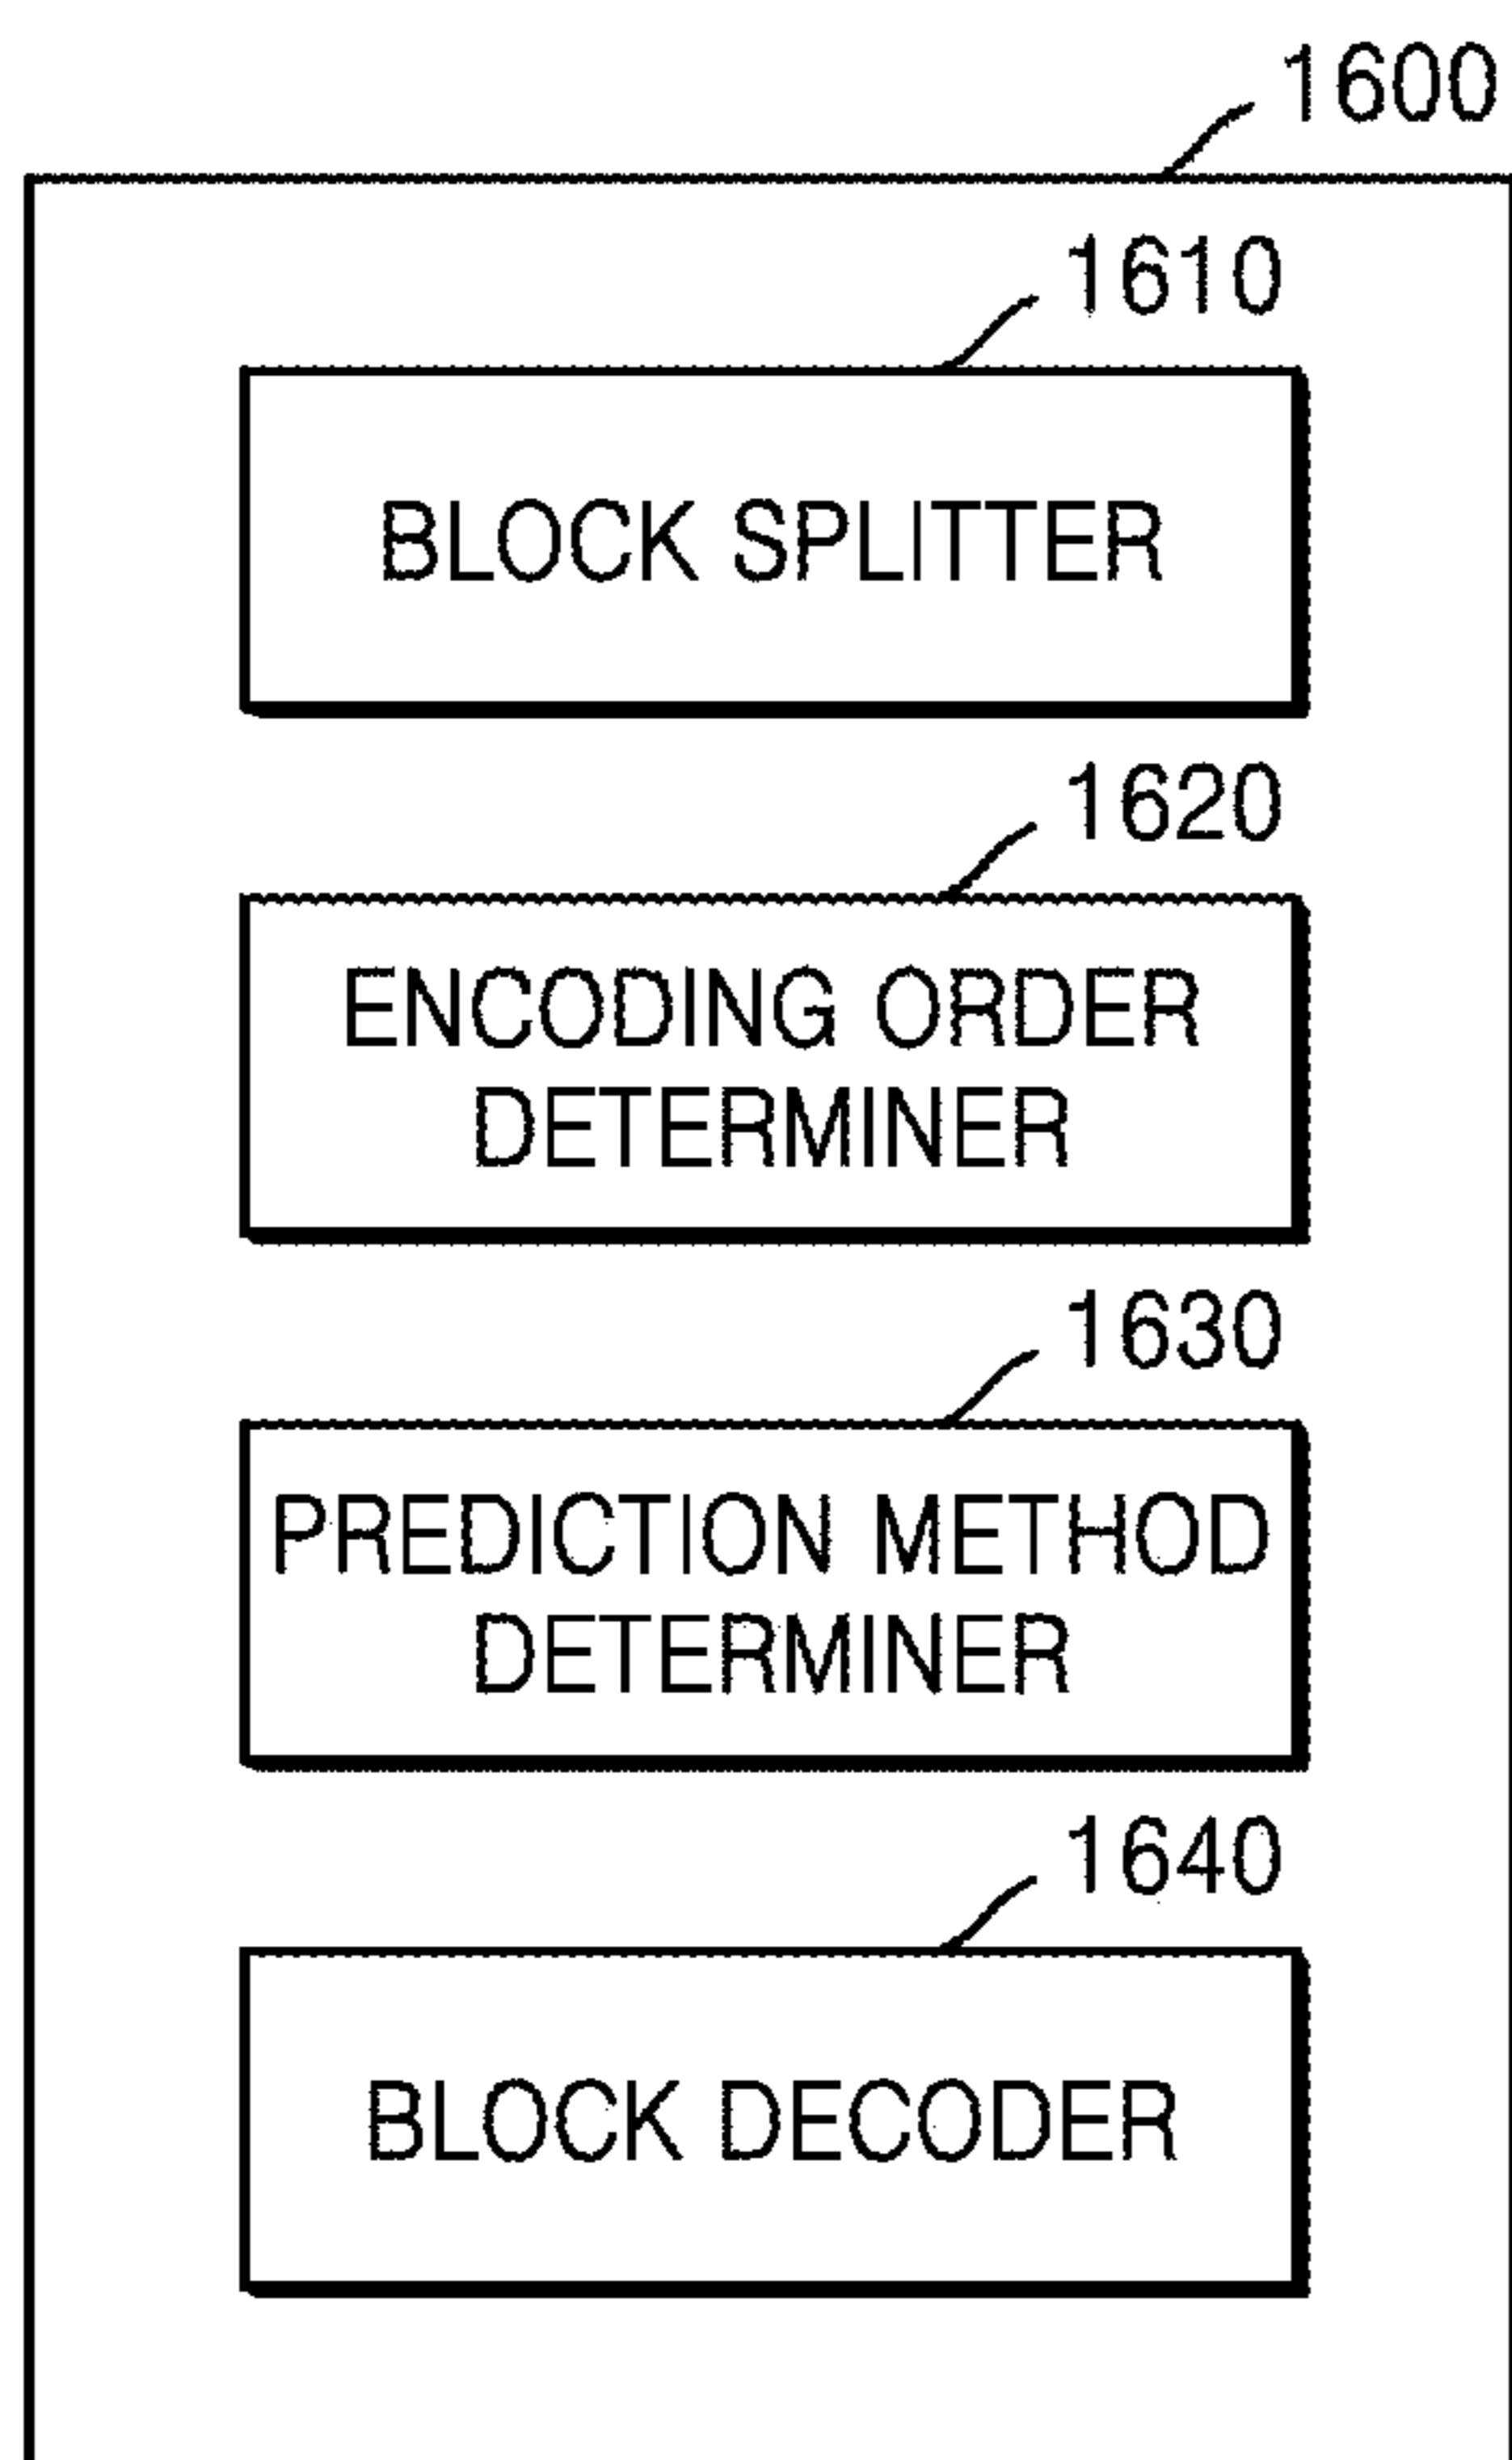 1600
1610
BLOCK SPLITTER
1620
ENCODING ORDER
DETERMINER
1630
PREDICTION METHOD
DETERMINER
1640
BLOCK DECODER